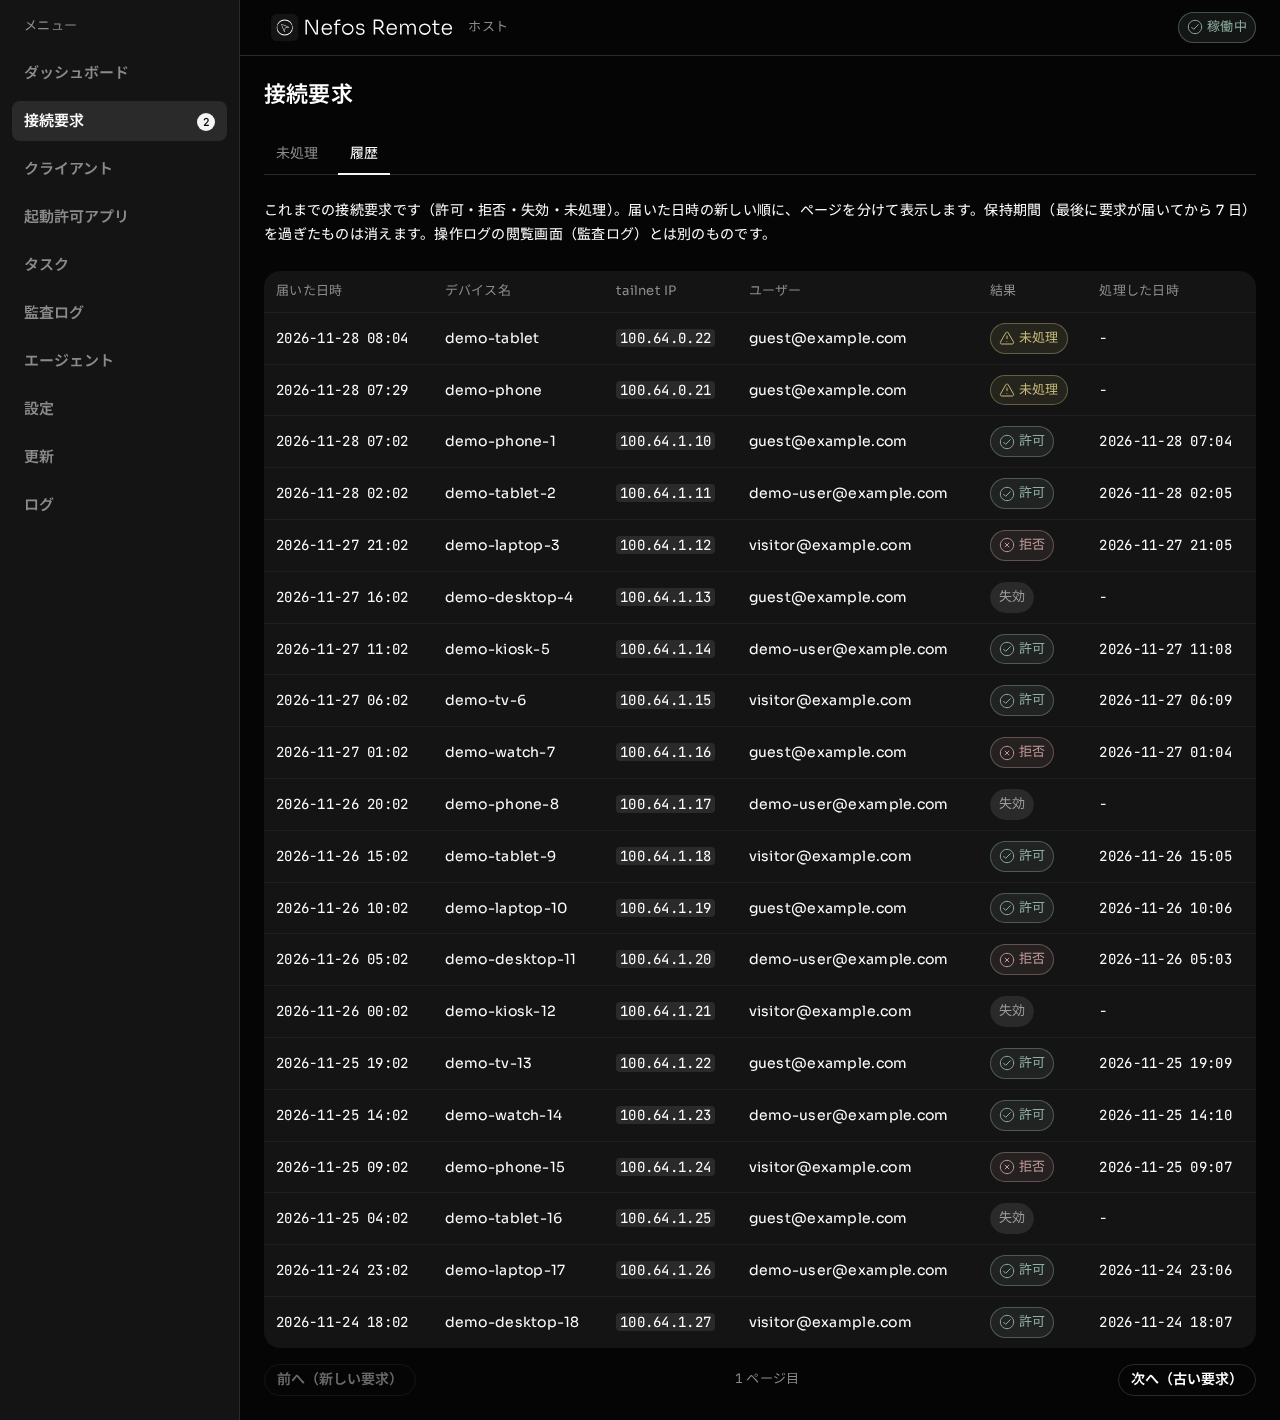 メニュー
ダッシュボード
接続要求 2
クライアント
起動許可アプリ
タスク
監査ログ
エージェント
設定
更新
ログ
Nefos Remote ホスト 稼働中
接続要求
未処理 履歴
これまでの接続要求です（許可・拒否・失効・未処理）。届いた日時の新しい順に、ページを分けて表示します。保持期間（最後に要求が届いてから 7 日）
を過ぎたものは消えます。操作ログの閲覧画面（監査ログ）とは別のものです。
届いた日時 デバイス名 tailnet IP ユーザー 結果 処理した日時
2026-11-28 08:04 demo-tablet 100.64.0.22 guest@example.com 未処理 -
2026-11-28 07:29 demo-phone 100.64.0.21 guest@example.com 未処理 -
2026-11-28 07:02 demo-phone-1 100.64.1.10 guest@example.com 許可 2026-11-28 07:04
2026-11-28 02:02 demo-tablet-2 100.64.1.11 demo-user@example.com 許可 2026-11-28 02:05
2026-11-27 21:02 demo-laptop-3 100.64.1.12 visitor@example.com 拒否 2026-11-27 21:05
2026-11-27 16:02 demo-desktop-4 100.64.1.13 guest@example.com 失効 -
2026-11-27 11:02 demo-kiosk-5 100.64.1.14 demo-user@example.com 許可 2026-11-27 11:08
2026-11-27 06:02 demo-tv-6 100.64.1.15 visitor@example.com 許可 2026-11-27 06:09
2026-11-27 01:02 demo-watch-7 100.64.1.16 guest@example.com 拒否 2026-11-27 01:04
2026-11-26 20:02 demo-phone-8 100.64.1.17 demo-user@example.com 失効 -
2026-11-26 15:02 demo-tablet-9 100.64.1.18 visitor@example.com 許可 2026-11-26 15:05
2026-11-26 10:02 demo-laptop-10 100.64.1.19 guest@example.com 許可 2026-11-26 10:06
2026-11-26 05:02 demo-desktop-11 100.64.1.20 demo-user@example.com 拒否 2026-11-26 05:03
2026-11-26 00:02 demo-kiosk-12 100.64.1.21 visitor@example.com 失効 -
2026-11-25 19:02 demo-tv-13 100.64.1.22 guest@example.com 許可 2026-11-25 19:09
2026-11-25 14:02 demo-watch-14 100.64.1.23 demo-user@example.com 許可 2026-11-25 14:10
2026-11-25 09:02 demo-phone-15 100.64.1.24 visitor@example.com 拒否 2026-11-25 09:07
2026-11-25 04:02 demo-tablet-16 100.64.1.25 guest@example.com 失効 -
2026-11-24 23:02 demo-laptop-17 100.64.1.26 demo-user@example.com 許可 2026-11-24 23:06
2026-11-24 18:02 demo-desktop-18 100.64.1.27 visitor@example.com 許可 2026-11-24 18:07
前へ（新しい要求） 1 ページ目 次へ（古い要求）